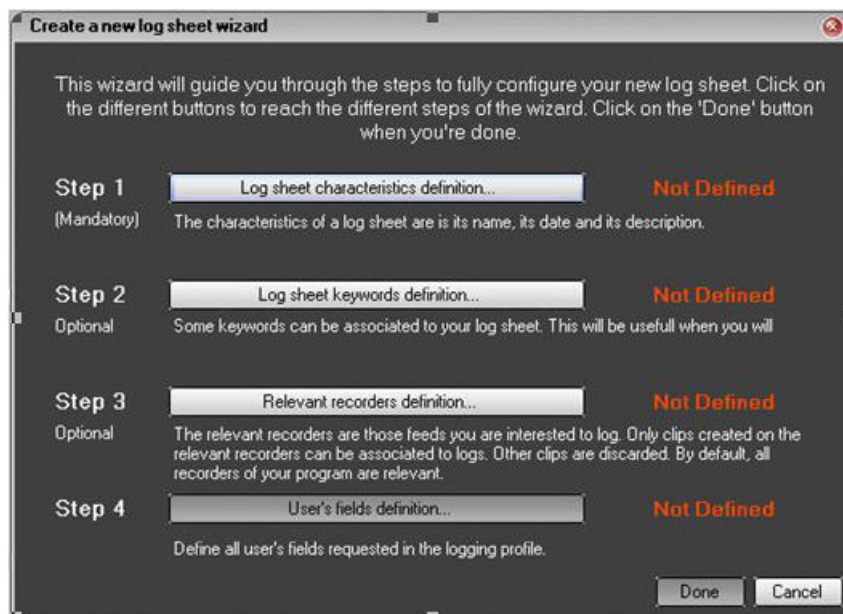 Create a new log sheet wizard
This wizard will guide you through the steps to fully configure your new log sheet. Click on
the different buttons to reach the different steps of the wizard. Click on the 'Done' button
when you're done.
Step 1
Log sheet characteristics definition...
Not Defined
(Mandatory)
The characteristics of a log sheet are is its name, its date and its description.
Step 2
Log sheet keywords definition...
Not Defined
Optional
Some keywords can be associated to your log sheet. This will be usefull when you will
Step 3
Relevant recorders definition...
Not Defined
Optional
The relevant recorders are those feeds you are interested to log. Only clips created on the
relevant recorders can be associated to logs. Other clips are discarded. By default, all
recorders of your program are relevant.
Step 4
User's fields definition...
Not Defined
Define all user's fields requested in the logging profile.
Done
Cancel